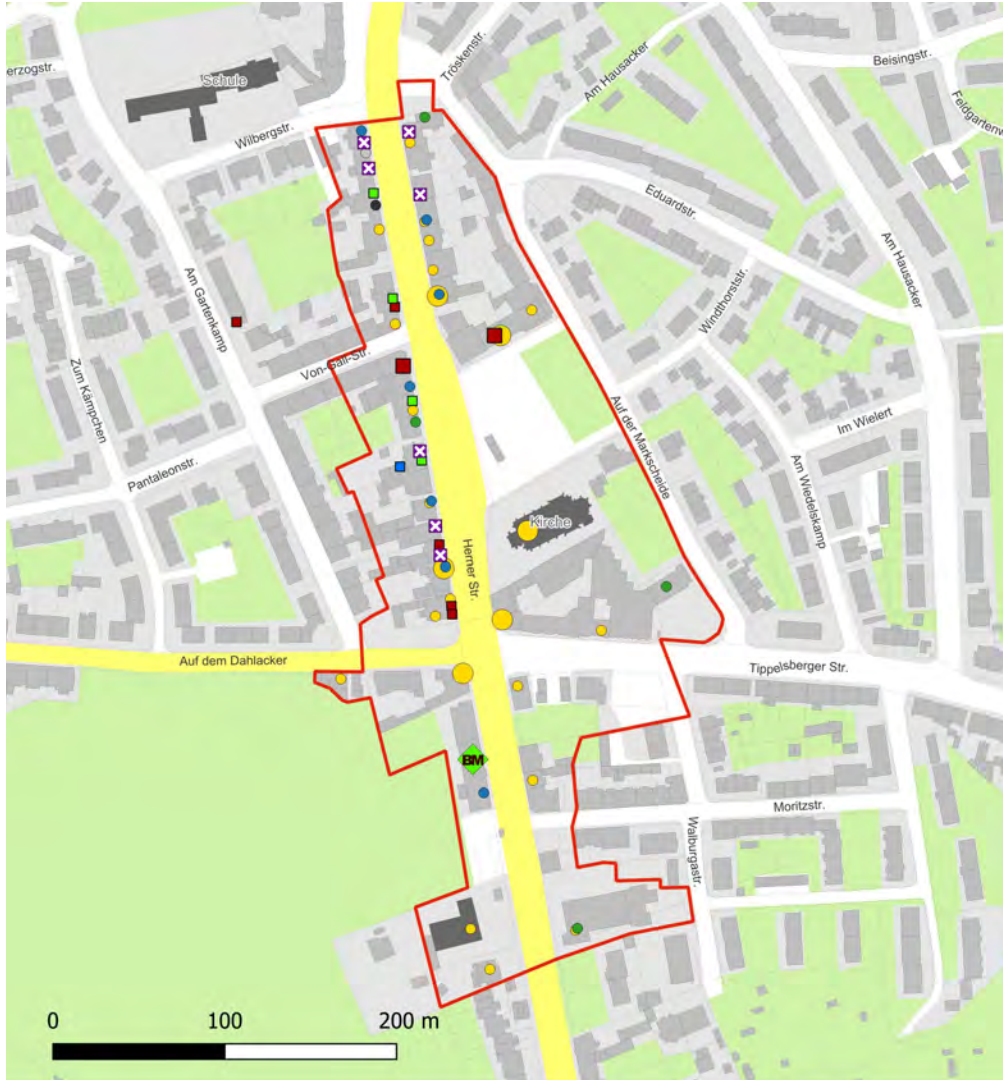 Tröskenstr.
Beisingstr.
Am Hausacker
erzogstr.
Schule
Feldgartenw
Wilbergstr.
Eduardstr.
Am Hausacker
Am Gartenkamp
Windthorststr.
Von-Gall-Str.
Zum Kämpchen
Auf der Markscheide
Im Wielert
Pantaleonstr.
Am Wiedelskamp
Kirche
Herner Str.
Auf dem Dahlacker
Tippelsberger Str.
BM
Moritzstr.
Walburgastr.
0 100 200 m